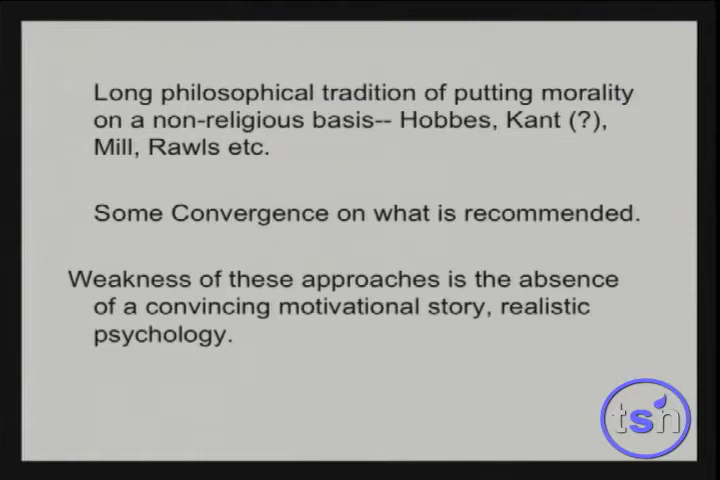 Long philosophical tradition of putting morality
on a non-religious basis-- Hobbes, Kant (?),
Mill, Rawls etc.
Some Convergence on what is recommended.
Weakness of these approaches is the absence
of a convincing motivational story, realistic
psychology.
tsn